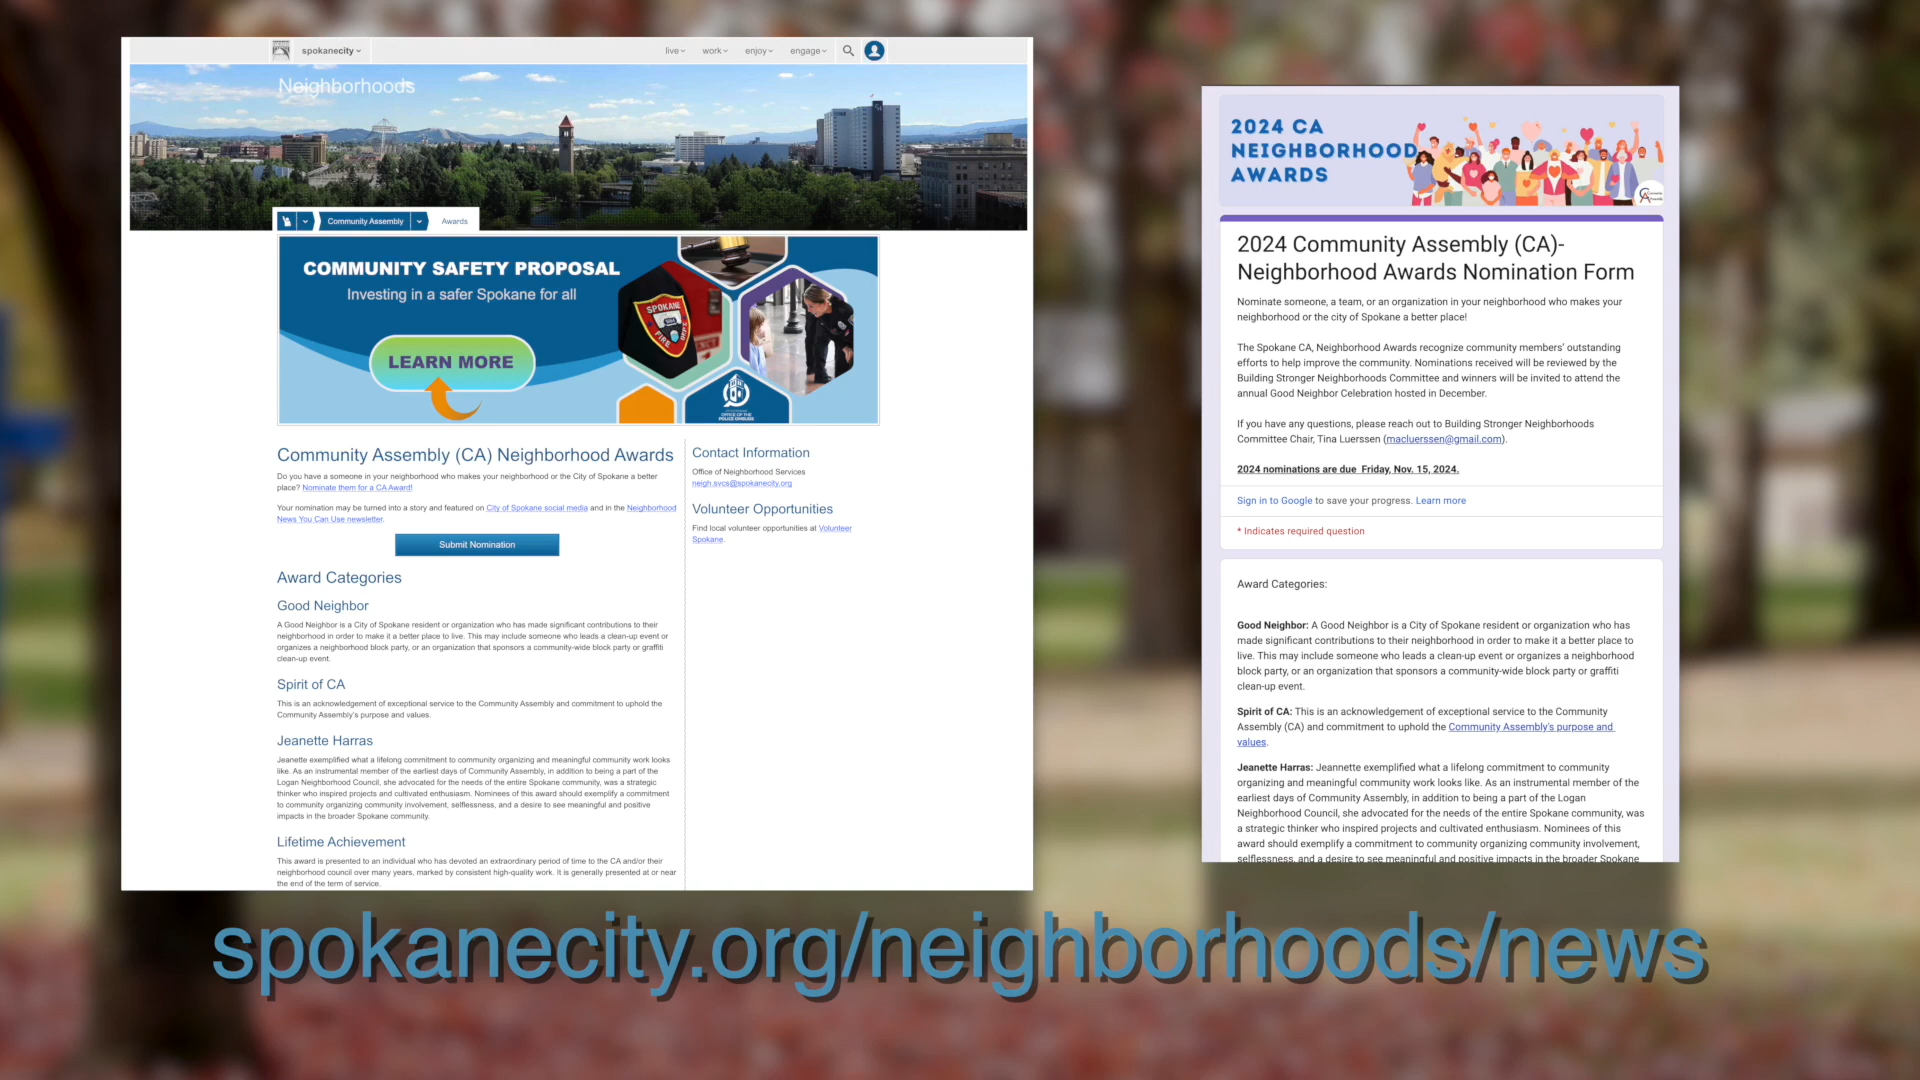 spokanecity
live
work
enjoy
engage
Neighborhoods
Community Assembly
Awards
COMMUNITY SAFETY PROPOSAL
Investing in a safer Spokane for all
LEARN MORE
SPOKANE
FIRE
Community Assembly (CA) Neighborhood Awards
Do you have a someone in your neighborhood who makes your neighborhood or the City of Spokane a better
place? Nominate them for a CA Award!
Your nomination may be turned into a story and featured on City of Spokane social media and in the Neighborhood
News You Can Use newsletter.
Submit Nomination
Award Categories
Good Neighbor
A Good Neighbor is a City of Spokane resident or organization who has made significant contributions to their
neighborhood in order to make it a better place to live. This may include someone who leads a clean-up event or
organizes a neighborhood block party, or an organization that sponsors a community-wide block party or graffiti
clean-up event.
Spirit of CA
This is an acknowledgement of exceptional service to the Community Assembly and commitment to uphold the
Community Assembly's purpose and values.
Jeanette Harras
Jeanette exemplified what a lifelong commitment to community organizing and meaningful community work looks
like. As an instrumental member of the earliest days of Community Assembly, in addition to being a part of the
Logan Neighborhood Council, she advocated for the needs of the entire Spokane community, was a strategic
thinker who inspired projects and cultivated enthusiasm. Nominees of this award should exemplify a commitment
to community organizing community involvement, selflessness, and a desire to see meaningful and positive
impacts in the broader Spokane community.
Lifetime Achievement
This award is presented to an individual who has devoted an extraordinary period of time to the CA and/or their
neighborhood council over many years, marked by consistent high-quality work. It is generally presented at or near
the end of the term of service.
Contact Information
Office of Neighborhood Services
neigh.svcs@spokanecity.org
Volunteer Opportunities
Find local volunteer opportunities at Volunteer
Spokane.
2024 CA
NEIGHBORHOOD
AWARDS
2024 Community Assembly (CA)-
Neighborhood Awards Nomination Form
Nominate someone, a team, or an organization in your neighborhood who makes your
neighborhood or the city of Spokane a better place!
The Spokane CA, Neighborhood Awards recognize community members' outstanding
efforts to help improve the community. Nominations received will be reviewed by the
Building Stronger Neighborhoods Committee and winners will be invited to attend the
annual Good Neighbor Celebration hosted in December.
If you have any questions, please reach out to Building Stronger Neighborhoods
Committee Chair, Tina Luerssen (macluerssen@gmail.com).
2024 nominations are due Friday, Nov. 15, 2024.
Sign in to Google to save your progress. Learn more
* Indicates required question
Award Categories:
Good Neighbor: A Good Neighbor is a City of Spokane resident or organization who has
made significant contributions to their neighborhood in order to make it a better place to
live. This may include someone who leads a clean-up event or organizes a neighborhood
block party, or an organization that sponsors a community-wide block party or graffiti
clean-up event.
Spirit of CA: This is an acknowledgement of exceptional service to the Community
Assembly (CA) and commitment to uphold the Community Assembly's purpose and
values.
Jeanette Harras: Jeannette exemplified what a lifelong commitment to community
organizing and meaningful community work looks like. As an instrumental member of the
earliest days of Community Assembly, in addition to being a part of the Logan
Neighborhood Council, she advocated for the needs of the entire Spokane community, was
a strategic thinker who inspired projects and cultivated enthusiasm. Nominees of this
award should exemplify a commitment to community organizing community involvement,
selflessness, and a desire to see meaningful and positive impacts in the broader Spokane
spokanecity.org/neighborhoods/news